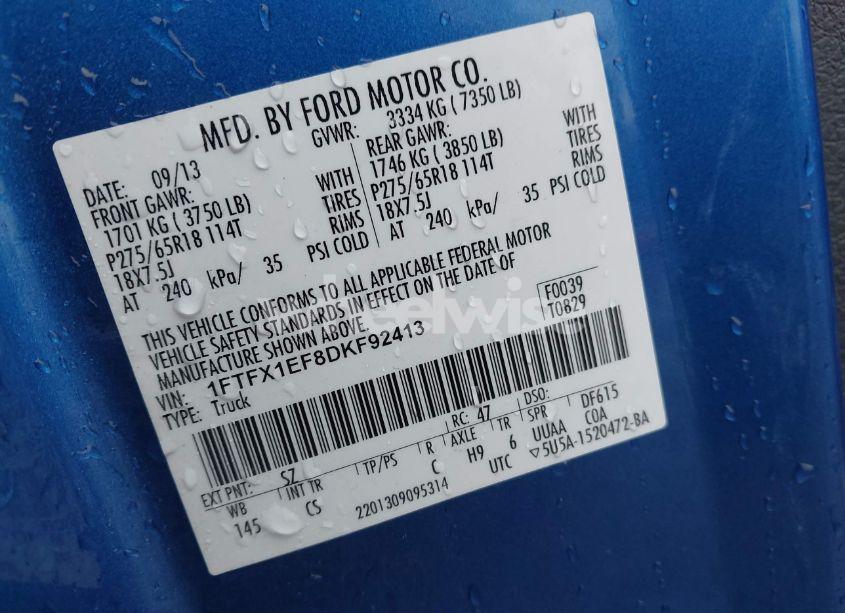 MFD. BY FORD MOTOR CO.
DATE: 09/13
GVWR: 3334 KG ( 7350 LB)
FRONT GAWR:
1701 KG ( 3750 LB)
P275/65R18 114T
18X7.5J
AT 240 kPa/ 35
WITH
TIRES
RIMS
PSI COLD
REAR GAWR:
1746 KG ( 3850 LB)
P275/65R18 114T
18X7.5J
AT 240 kPa/ 35
WITH
TIRES
RIMS
PSI COLD
THIS VEHICLE CONFORMS TO ALL APPLICABLE FEDERAL MOTOR
VEHICLE SAFETY STANDARDS IN EFFECT ON THE DATE OF
MANUFACTURE SHOWN ABOVE.
F0039
T0829
VIN: 1FTFX1EF8DKF92413
TYPE: Truck
EXT PNT: SZ
RC: 47
DSO:
WB
145
INT TR
CS
TP/PS
R
C
AXLE
H9
TR
6
SPR
UUAA
DF615
C0A
2201309095314
UTC
▽5U5A-1520472-BA
wheelwise